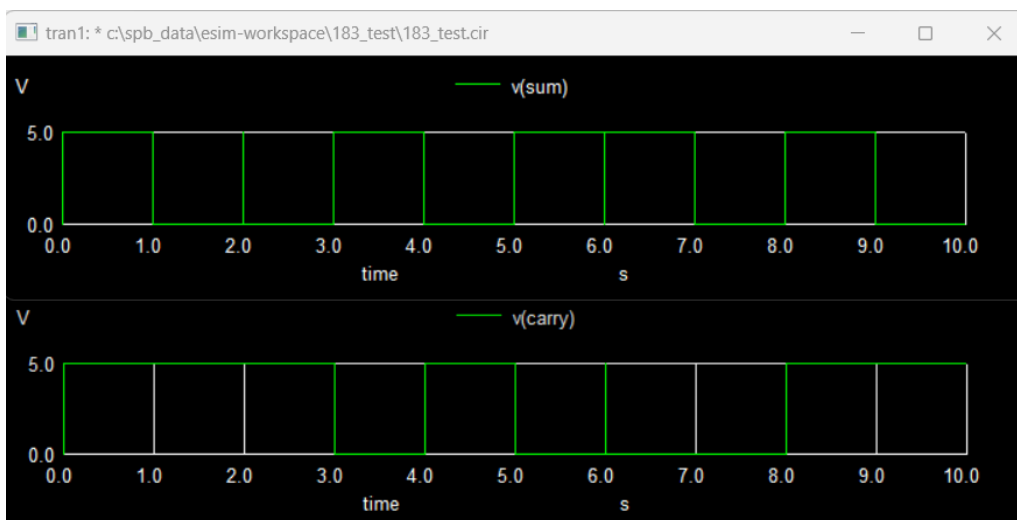 tran1: * c:\spb_data\esim-workspace\183_test\183_test.cir
V v(sum)
5.0
0.0
0.0 1.0 2.0 3.0 4.0 5.0 6.0 7.0 8.0 9.0 10.0
time s
V v(carry)
5.0
0.0
0.0 1.0 2.0 3.0 4.0 5.0 6.0 7.0 8.0 9.0 10.0
time s